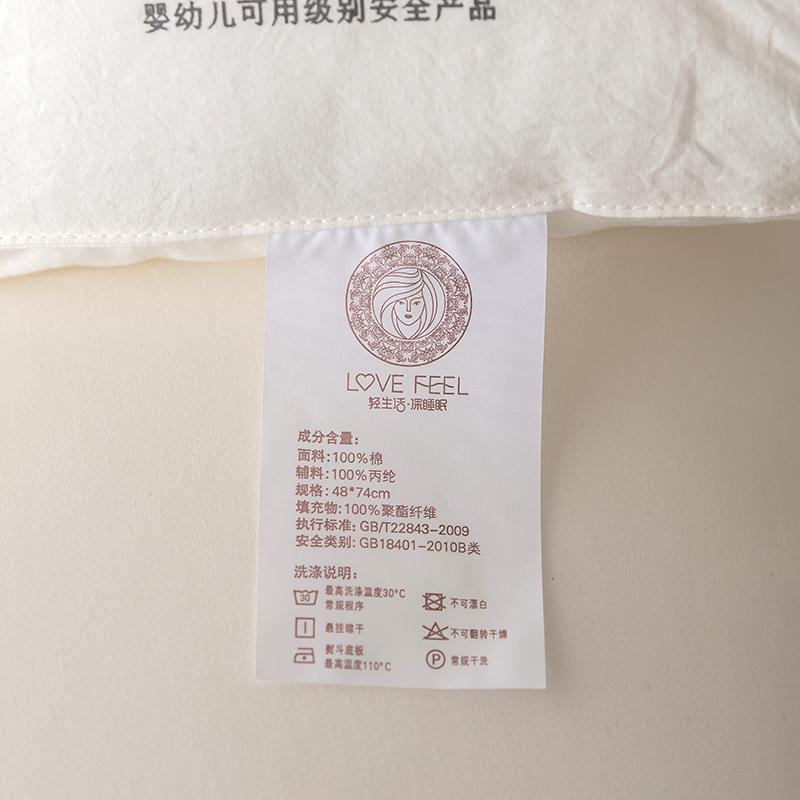 婴幼儿可用级别安全产品
LOVE FEEL
轻生活·深睡眠
成分含量：
面料:100%棉
辅料:100%丙纶
规格:48*74cm
填充物:100%聚酯纤维
执行标准:GB/T22843-2009
安全类别:GB18401-2010B类
洗涤说明：
30
最高洗涤温度30°C
常规程序
不可漂白
悬挂晾干
不可翻转干燥
熨斗底板
最高温度110°C
P
常规干洗